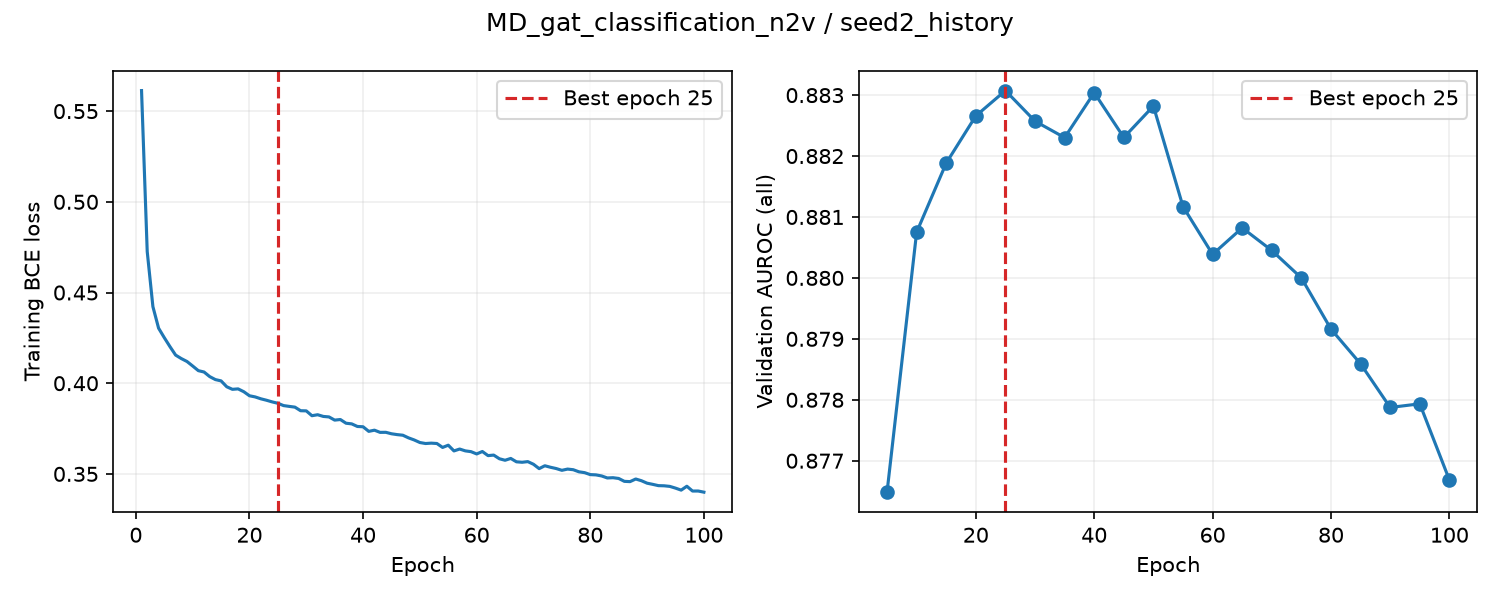 MD_gat_classification_n2v / seed2_history
Best epoch 25
0.55
0.50
0.45
0.40
0.35
Training BCE loss
0 20 40 60 80 100
Epoch
Best epoch 25
0.883
0.882
0.881
0.880
0.879
0.878
0.877
Validation AUROC (all)
20 40 60 80 100
Epoch